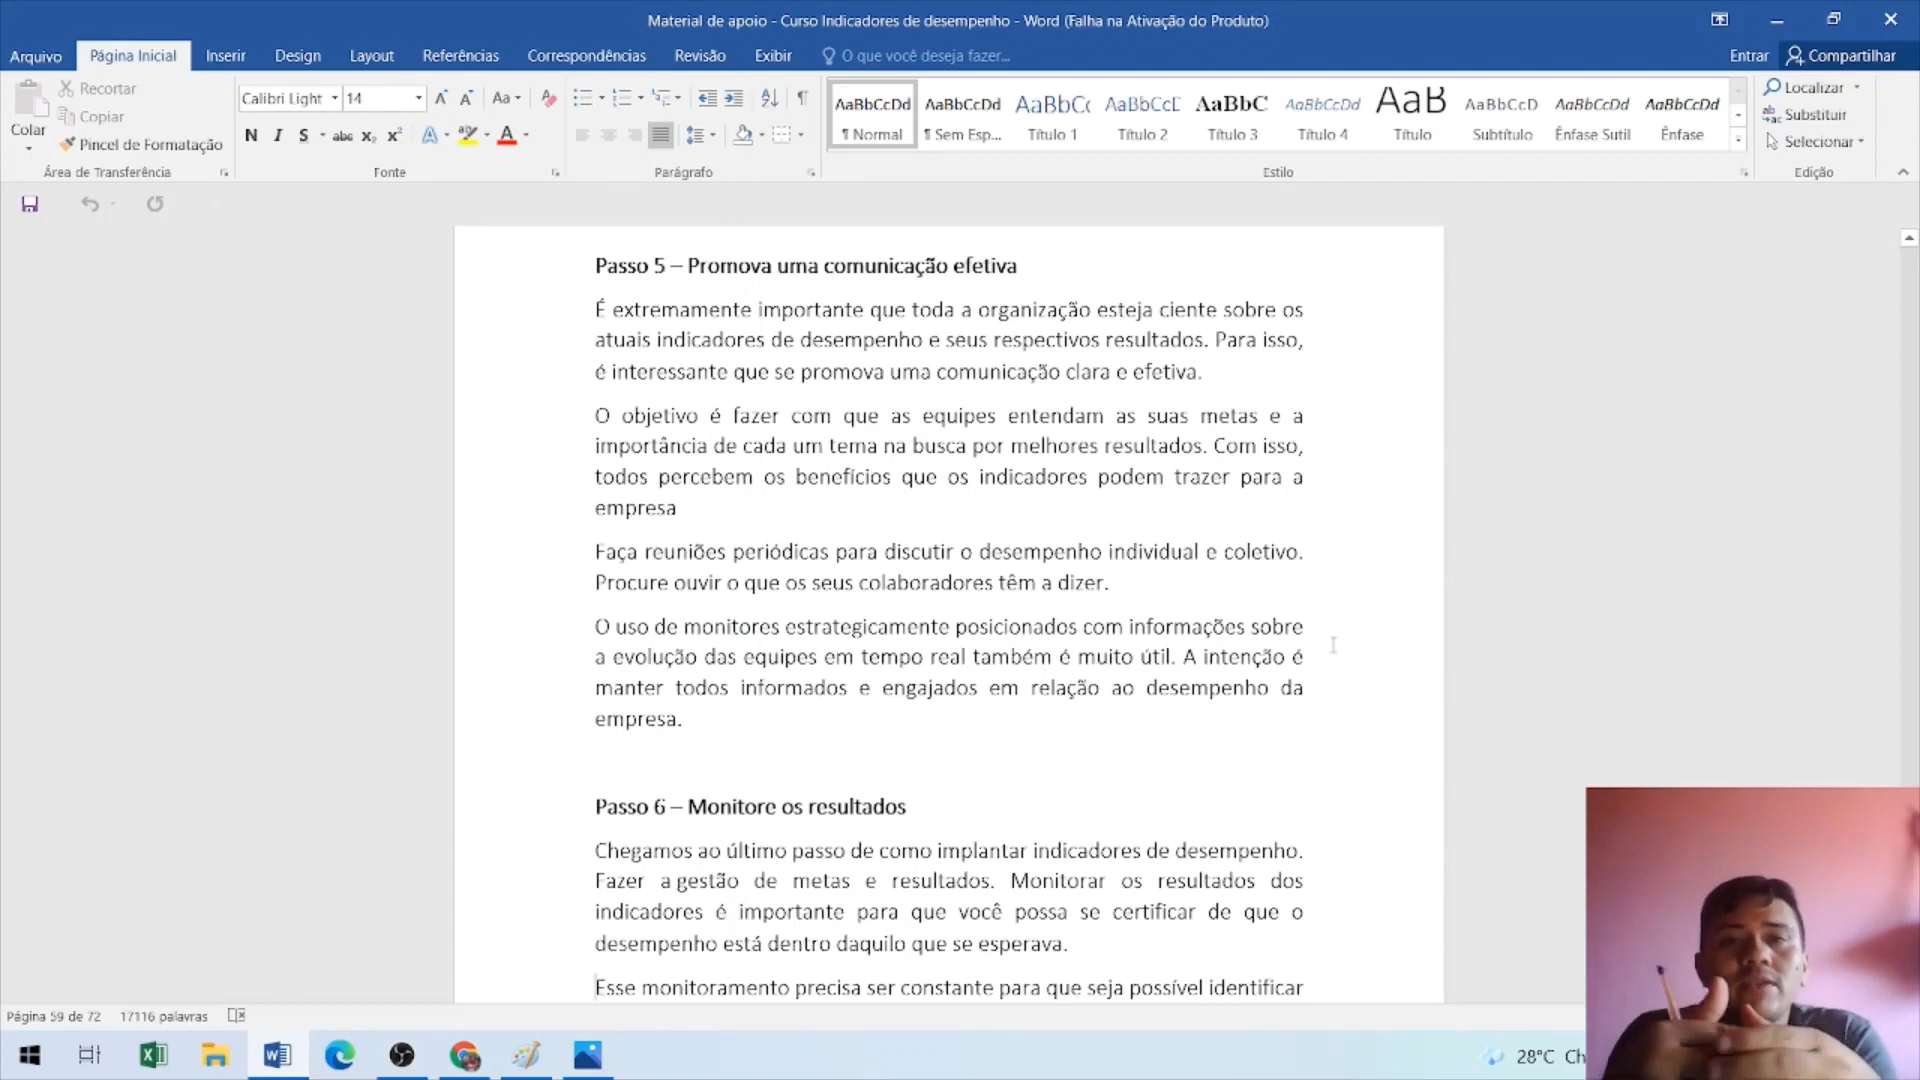 Material de apoio - Curso Indicadores de desempenho - Word (Falha na Ativação do Produto)
Arquivo Página Inicial Inserir Design Layout Referências Correspondências Revisão Exibir O que você deseja fazer... Entrar Compartilhar
Colar
Recortar
Copiar
Pincel de Formatação
Área de Transferência
Calibri Light 14
N I S abc x₂ x² A A
Fonte
Parágrafo
AaBbCcDd AaBbCcDd AaBbCc AaBbCcE AaBbC AaBbCcDd AaB AaBbCcD AaBbCcDd AaBbCcDd
¶ Normal ¶ Sem Esp... Título 1 Título 2 Título 3 Título 4 Título Subtítulo Ênfase Sutil Ênfase
Estilo
Localizar
Substituir
Selecionar
Edição
Passo 5 – Promova uma comunicação efetiva
É extremamente importante que toda a organização esteja ciente sobre os
atuais indicadores de desempenho e seus respectivos resultados. Para isso,
é interessante que se promova uma comunicação clara e efetiva.
O objetivo é fazer com que as equipes entendam as suas metas e a
importância de cada um tema na busca por melhores resultados. Com isso,
todos percebem os benefícios que os indicadores podem trazer para a
empresa
Faça reuniões periódicas para discutir o desempenho individual e coletivo.
Procure ouvir o que os seus colaboradores têm a dizer.
O uso de monitores estrategicamente posicionados com informações sobre
a evolução das equipes em tempo real também é muito útil. A intenção é
manter todos informados e engajados em relação ao desempenho da
empresa.
Passo 6 – Monitore os resultados
Chegamos ao último passo de como implantar indicadores de desempenho.
Fazer a gestão de metas e resultados. Monitorar os resultados dos
indicadores é importante para que você possa se certificar de que o
desempenho está dentro daquilo que se esperava.
Esse monitoramento precisa ser constante para que seja possível identificar
Página 59 de 72 17116 palavras
28°C Ch